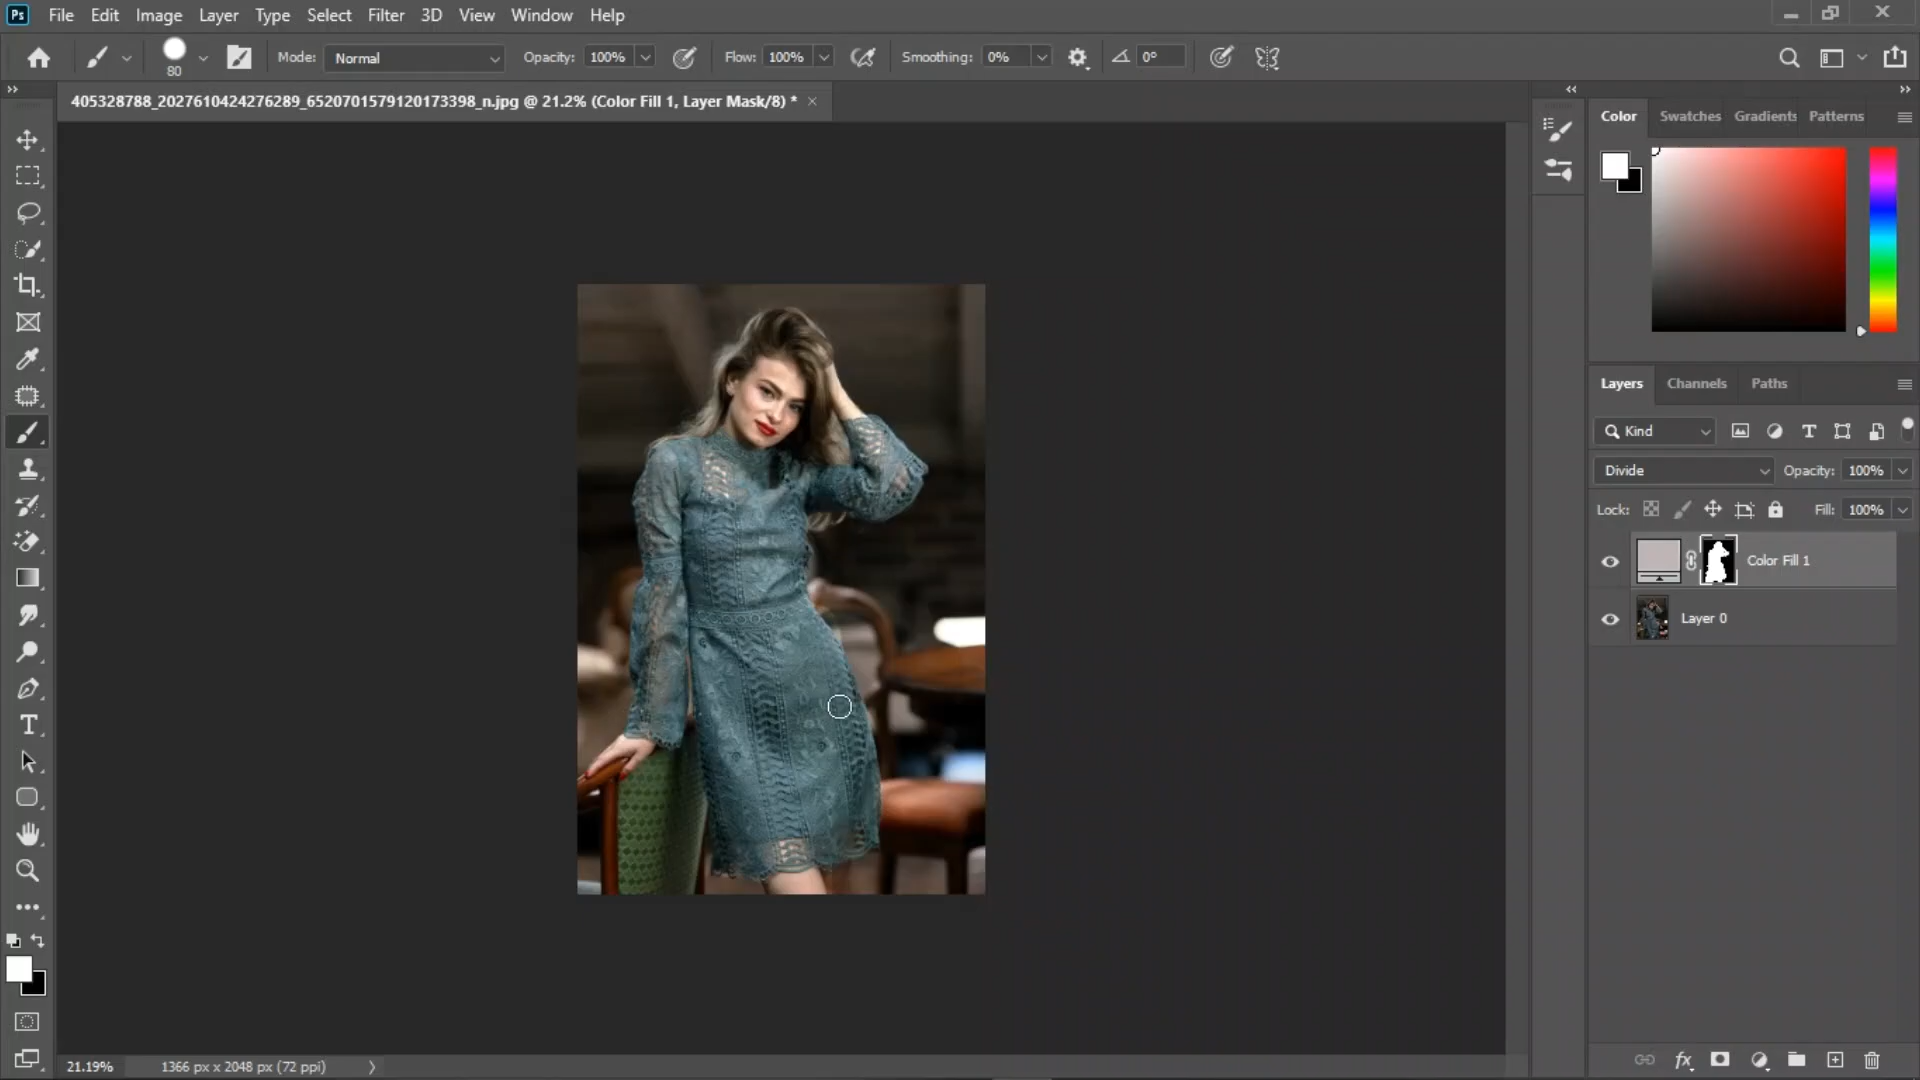 Ps File Edit Image Layer Type Select Filter 3D View Window Help
80 Mode: Normal Opacity: 100% Flow: 100% Smoothing: 0% 0°
405328788_2027610424276289_6520701579120173398_n.jpg @ 21.2% (Color Fill 1, Layer Mask/8) * ×
Color Swatches Gradients Patterns
Layers Channels Paths
Kind
Divide Opacity: 100%
Lock: Fill: 100%
Color Fill 1
Layer 0
21.19% 1366 px x 2048 px (72 ppi)